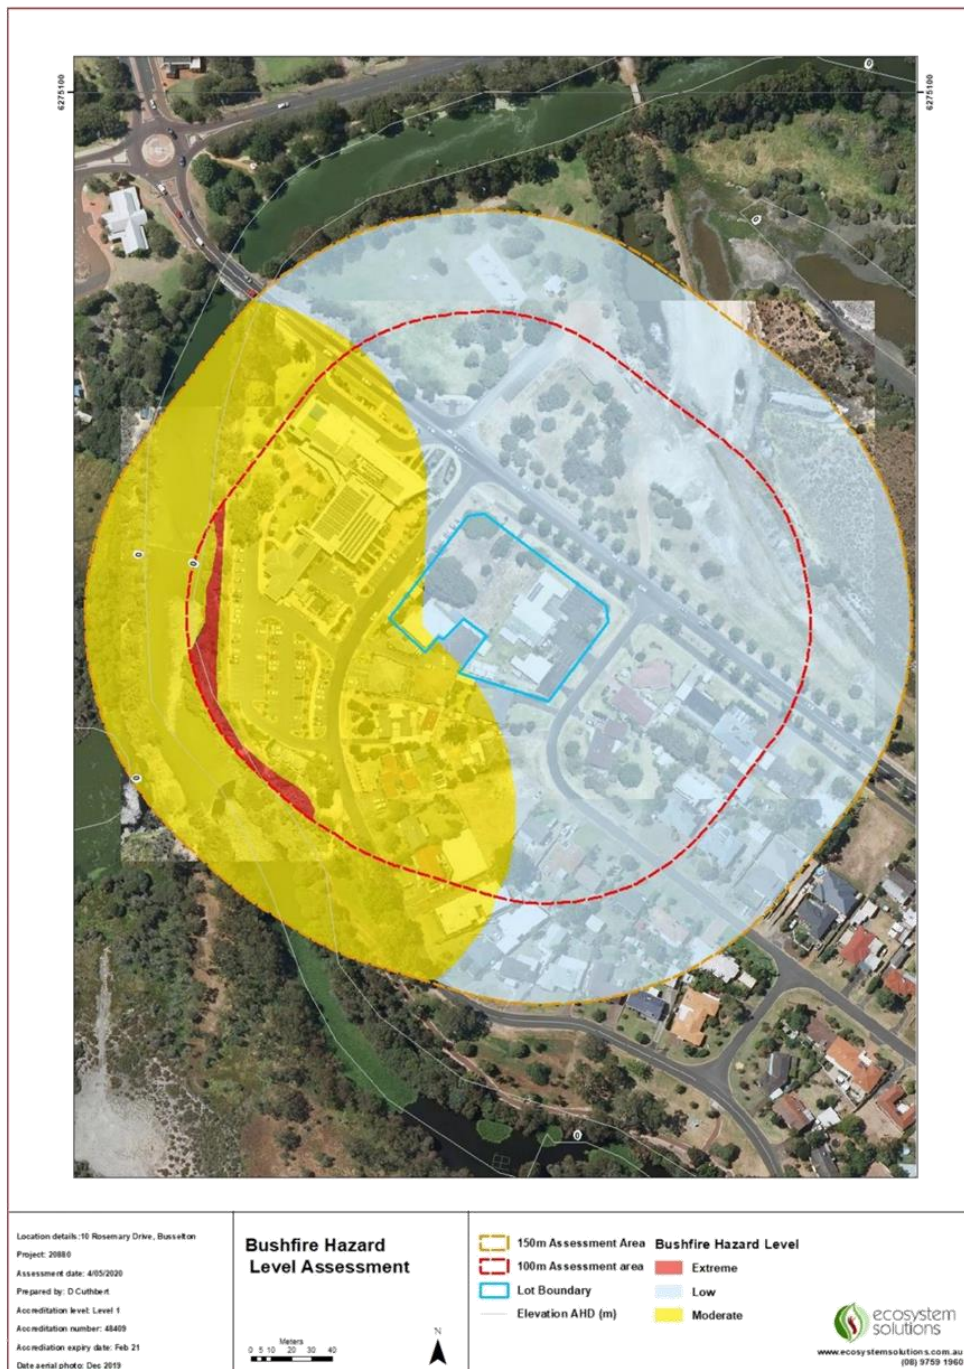 6275100
6275100
0
0
0
0
0
0
Location details:10 Rosemary Drive, Busselton
Project: 20880
Assessment date: 4/05/2020
Prepared by: D Cuthbert
Accreditation level: Level 1
Accreditation number: 48409
Accrediation expiry date: Feb 21
Date aerial photo: Dec 2019
Bushfire Hazard
Level Assessment
Meters
0 5 10 20 30 40
N
150m Assessment Area
100m Assessment area
Lot Boundary
Elevation AHD (m)
Bushfire Hazard Level
Extreme
Low
Moderate
ecosystem
solutions
www.ecosystemsolutions.com.au
(08) 9759 1960